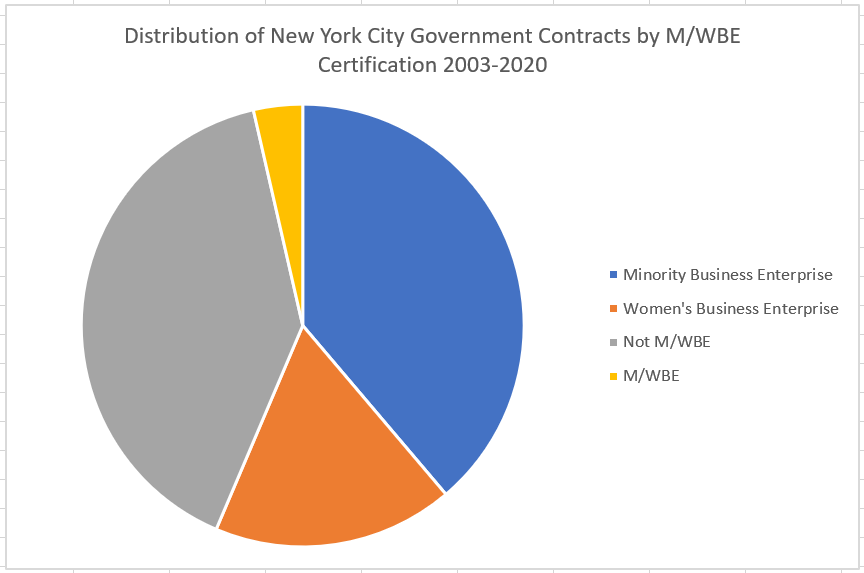 Distribution of New York City Government Contracts by M/WBE
Certification 2003-2020
Minority Business Enterprise
Women's Business Enterprise
Not M/WBE
M/WBE